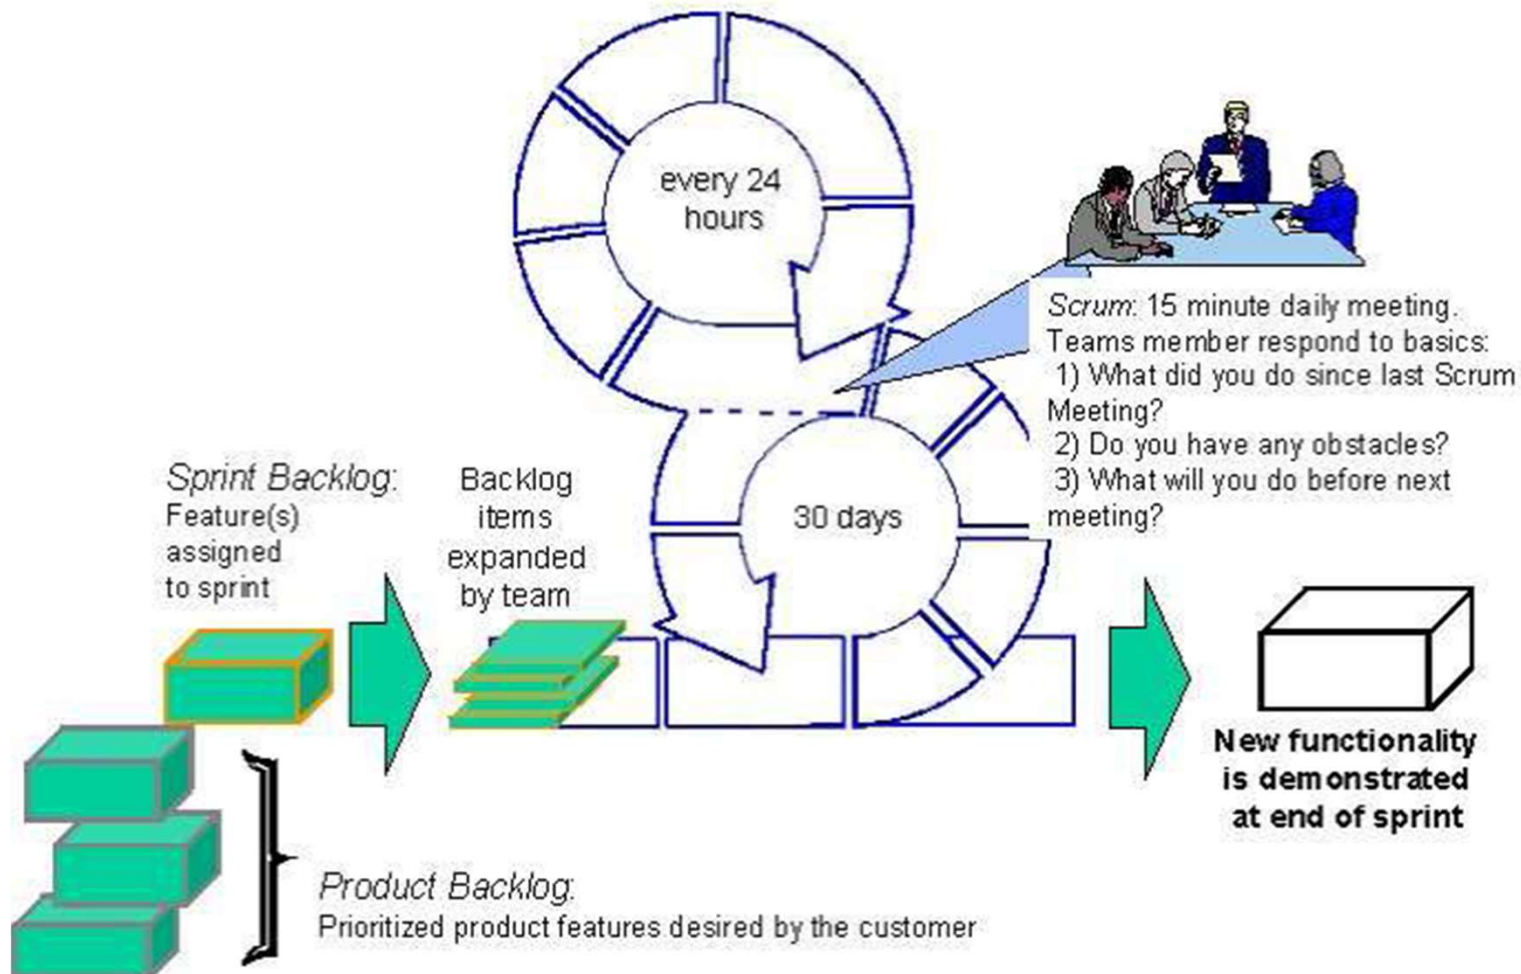 every 24
hours
Scrum: 15 minute daily meeting.
Teams member respond to basics:
1) What did you do since last Scrum
Meeting?
2) Do you have any obstacles?
3) What will you do before next
meeting?
Sprint Backlog:
Feature(s)
assigned
to sprint
Backlog
items
expanded
by team
30 days
New functionality
is demonstrated
at end of sprint
Product Backlog:
Prioritized product features desired by the customer